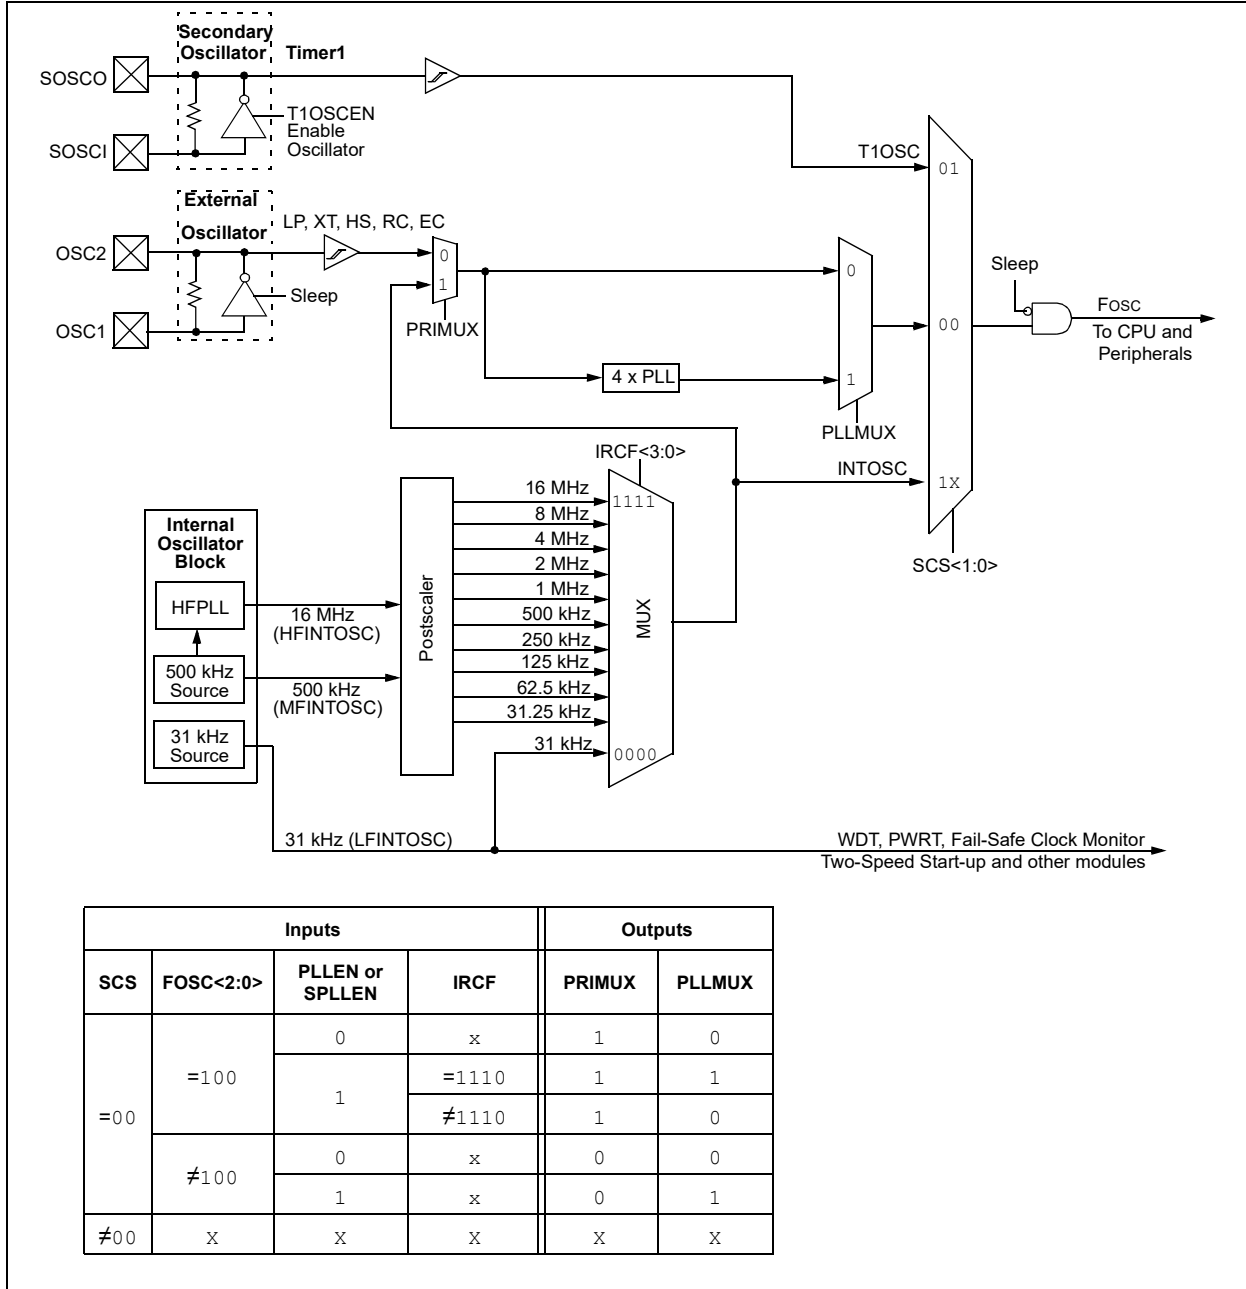 Secondary
Oscillator
Timer1
SOSCO
T1OSCEN
Enable
Oscillator
SOSCI
T1OSC
01
External
Oscillator
LP, XT, HS, RC, EC
OSC2
0
1
0
Sleep
Sleep
OSC1
PRIMUX
00
FOSC
To CPU and
Peripherals
4 x PLL
1
PLLMUX
IRCF<3:0>
INTOSC
1X
SCS<1:0>
Internal
Oscillator
Block
HFPLL
500 kHz
Source
31 kHz
Source
16 MHz
(HFINTOSC)
500 kHz
(MFINTOSC)
Postscaler
16 MHz
8 MHz
4 MHz
2 MHz
1 MHz
500 kHz
250 kHz
125 kHz
62.5 kHz
31.25 kHz
31 kHz
1111
MUX
0000
31 kHz (LFINTOSC)
WDT, PWRT, Fail-Safe Clock Monitor
Two-Speed Start-up and other modules
Inputs Outputs
SCS FOSC<2:0> PLLEN or SPLLEN IRCF PRIMUX PLLMUX
=00 =100 0 x 1 0
1 =1110 1 1
≠1110 1 0
≠100 0 x 0 0
1 x 0 1
≠00 X X X X X